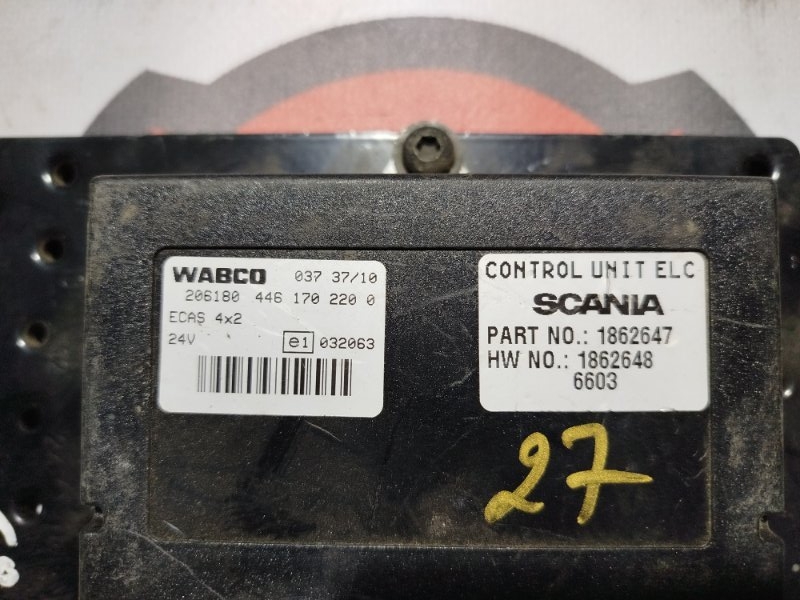 WABCO 037 37/10
206180 446 170 220 0
ECAS 4x2
24V e1 032063
CONTROL UNIT ELC
SCANIA
PART NO.: 1862647
HW NO.: 1862648
6603
27